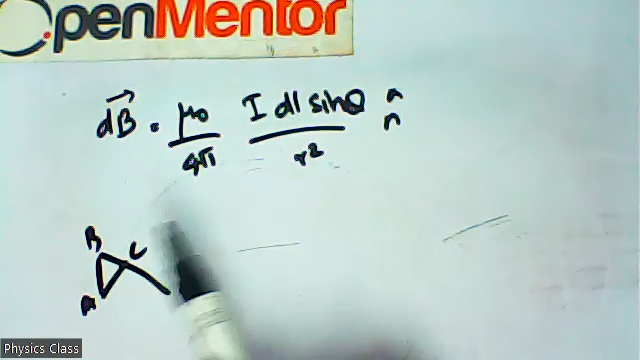 OpenMentor
dB = μ₀/4π I dl sinθ/r² n̂
B
C
A
Physics Class